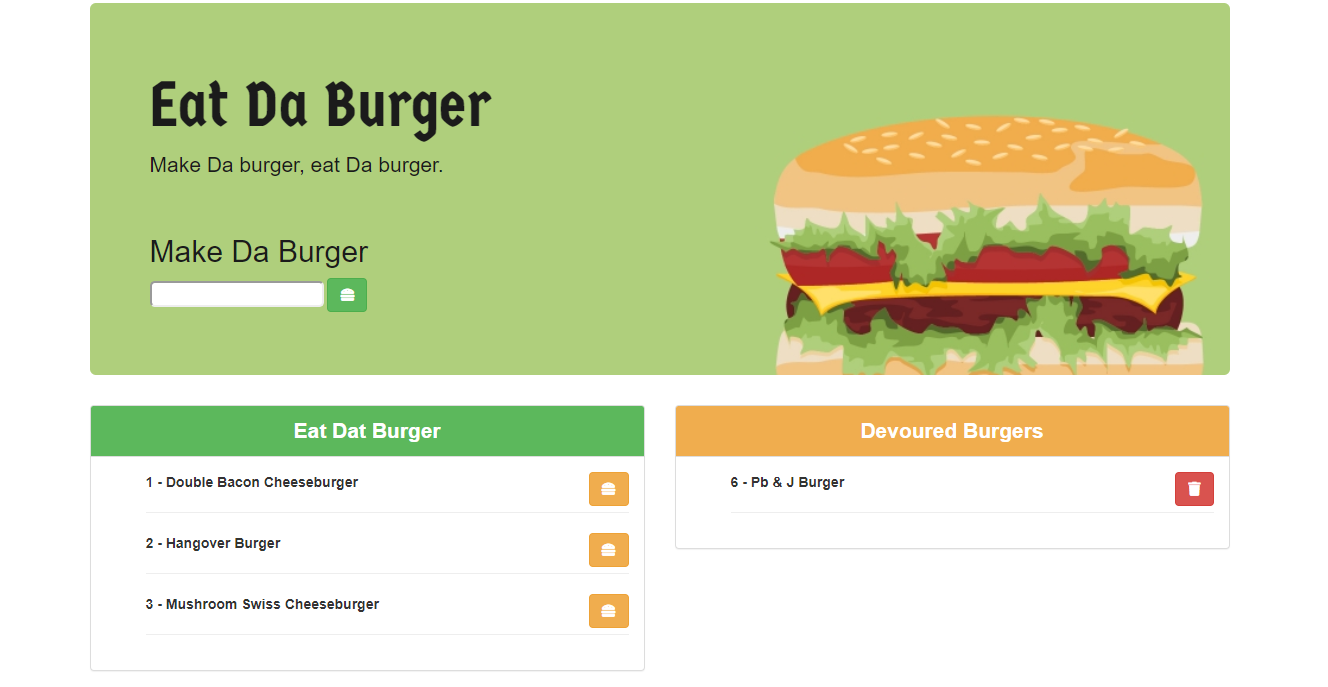 Eat Da Burger
Make Da burger, eat Da burger.
Make Da Burger
Eat Dat Burger
1 - Double Bacon Cheeseburger
2 - Hangover Burger
3 - Mushroom Swiss Cheeseburger
Devoured Burgers
6 - Pb & J Burger